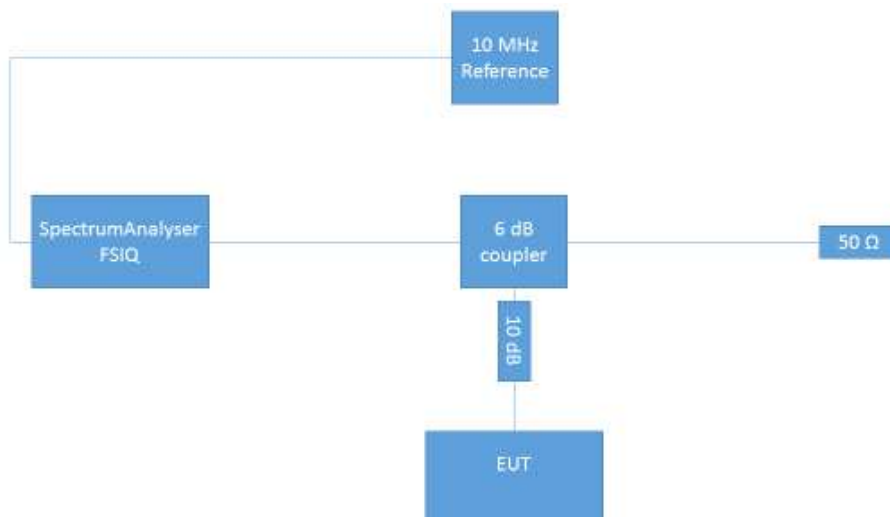 10 MHz
Reference
SpectrumAnalyser
FSIQ
6 dB
coupler
50 Ω
10 dB
EUT